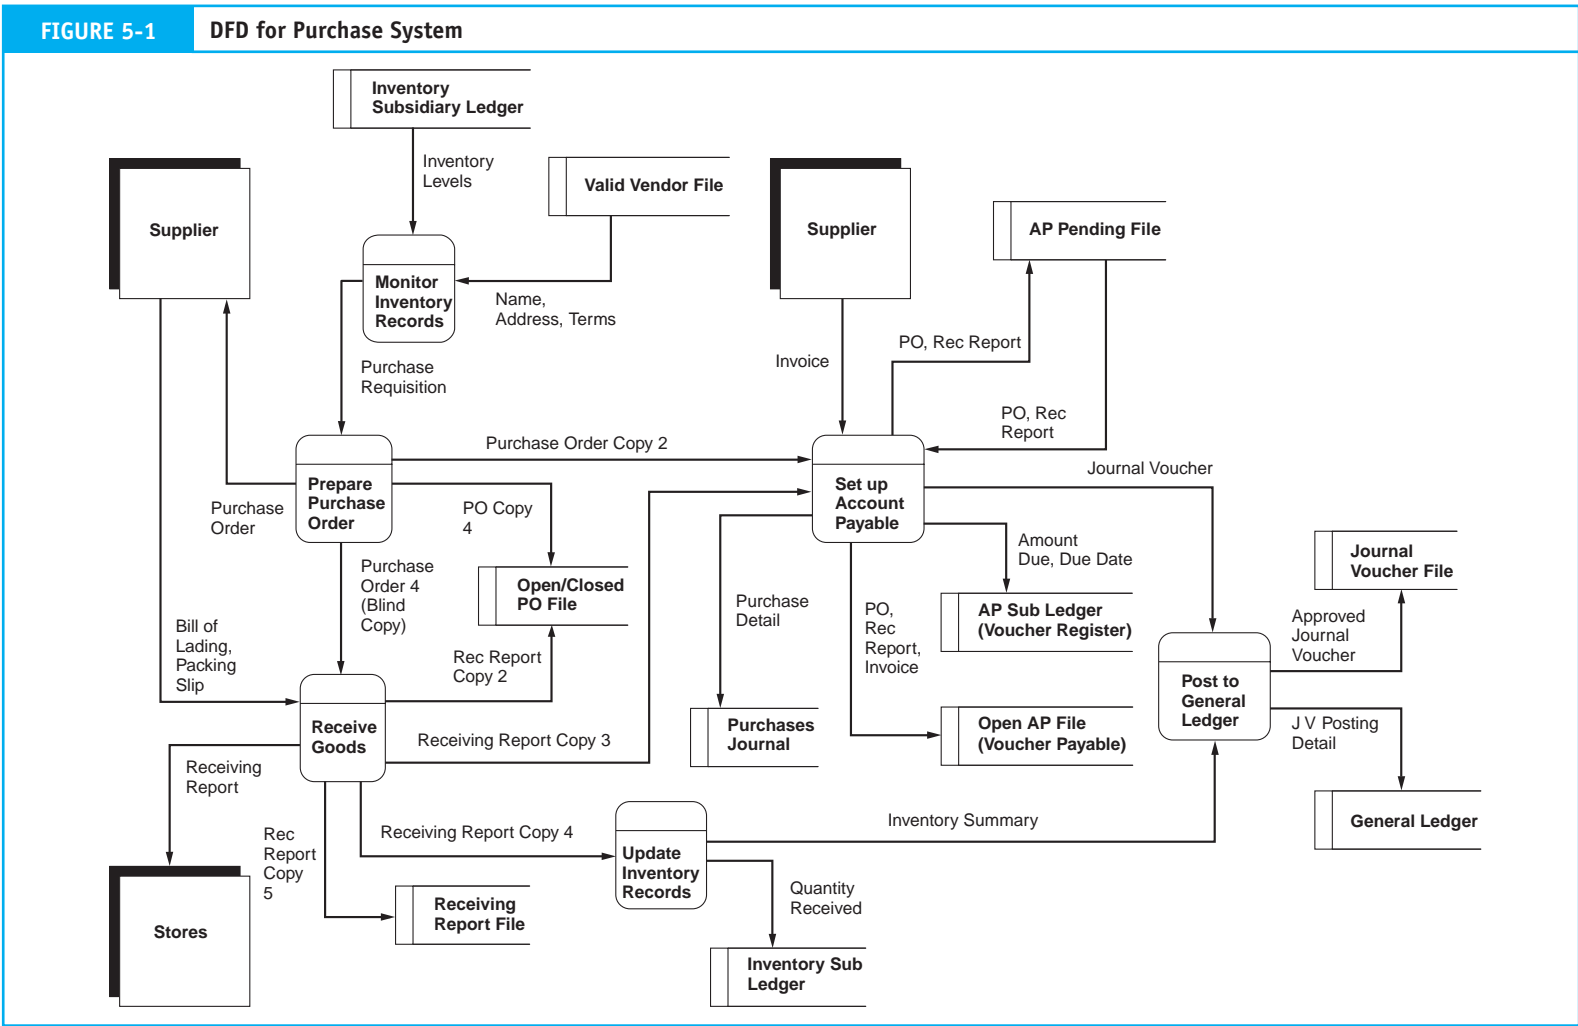 FIGURE 5-1
DFD for Purchase System
Inventory
Subsidiary Ledger
Inventory
Levels
Valid Vendor File
Supplier
Supplier
AP Pending File
Monitor
Inventory
Records
Name,
Address, Terms
PO, Rec Report
Invoice
Purchase
Requisition
PO, Rec
Report
Purchase Order Copy 2
Journal Voucher
Prepare
Purchase
Order
Set up
Account
Payable
Purchase
Order
PO Copy
4
Amount
Due, Due Date
Journal
Voucher File
Purchase
Order 4
(Blind
Copy)
Open/Closed
PO File
Purchase
Detail
PO,
Rec
Report,
Invoice
AP Sub Ledger
(Voucher Register)
Approved
Journal
Voucher
Bill of
Lading,
Packing
Slip
Rec Report
Copy 2
Post to
General
Ledger
Receive
Goods
Receiving Report Copy 3
Purchases
Journal
Open AP File
(Voucher Payable)
J V Posting
Detail
Receiving
Report
Rec
Report
Copy
5
Receiving Report Copy 4
Inventory Summary
General Ledger
Update
Inventory
Records
Quantity
Received
Stores
Receiving
Report File
Inventory Sub
Ledger